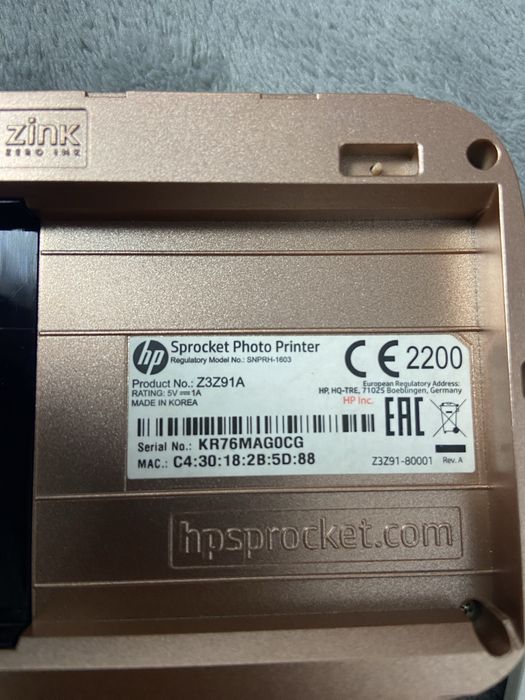 zink
ZERO INK
hp Sprocket Photo Printer
Regulatory Model No.: SNPRH-1603
Product No.: Z3Z91A
RATING: 5V ⎓ 1A
MADE IN KOREA
CE 2200
European Regulatory Address:
HP, HQ-TRE, 71025 Boeblingen, Germany
HP Inc.
EAC
Serial No.: KR76MAG0CG
MAC.: C4:30:18:2B:5D:88
Z3Z91-80001 Rev. A
hpsprocket.com